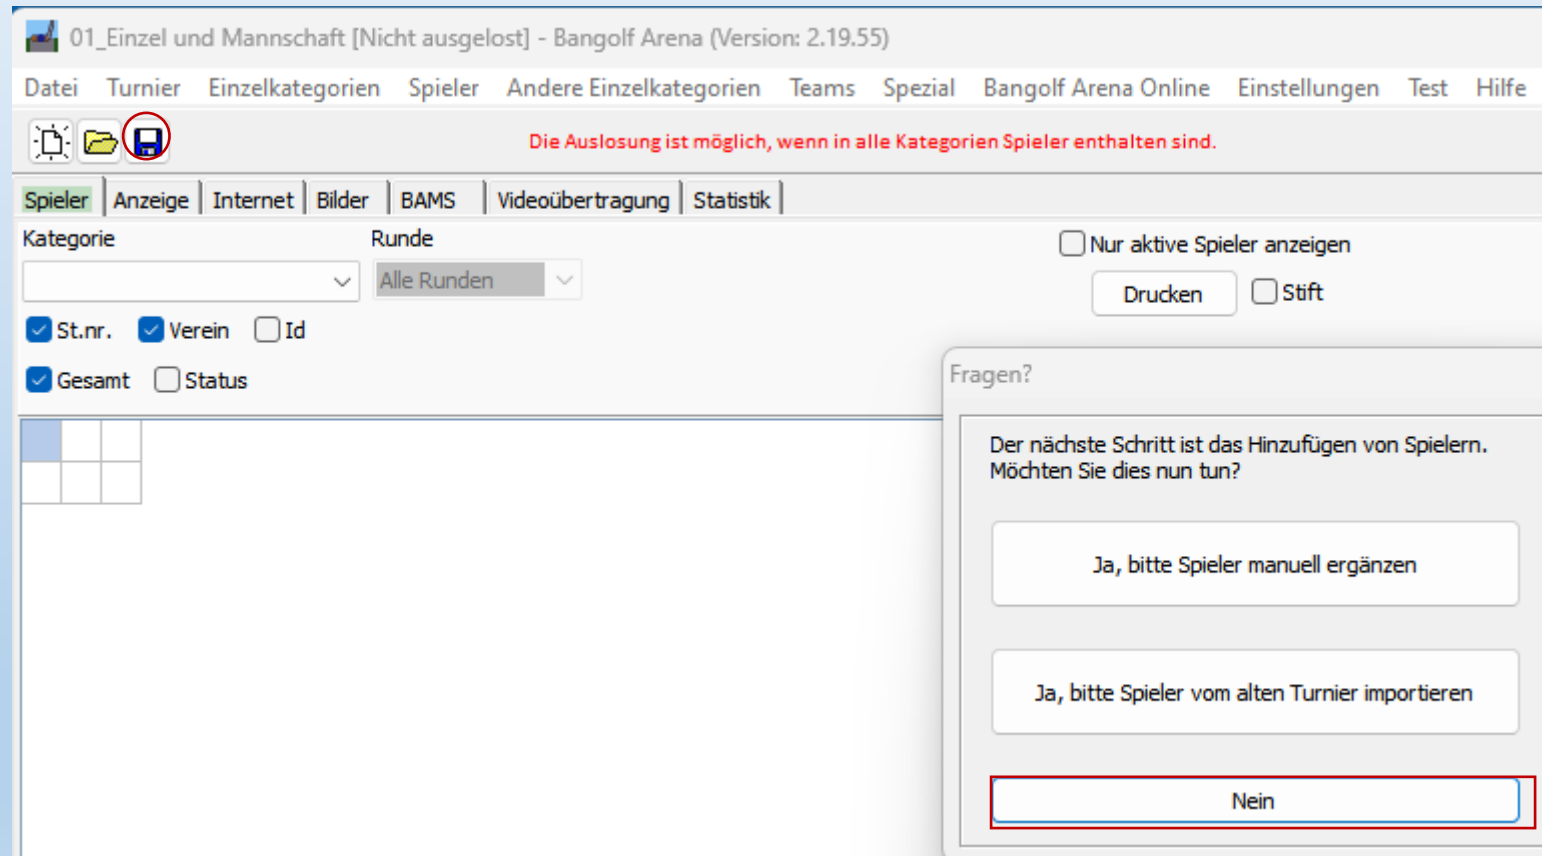 01_Einzel und Mannschaft [Nicht ausgelost] - Bangolf Arena (Version: 2.19.55)
Datei Turnier Einzelkategorien Spieler Andere Einzelkategorien Teams Spezial Bangolf Arena Online Einstellungen Test Hilfe
Die Auslosung ist möglich, wenn in alle Kategorien Spieler enthalten sind.
Spieler Anzeige Internet Bilder BAMS Videoübertragung Statistik
Kategorie Runde Nur aktive Spieler anzeigen
Alle Runden Drucken Stift
St.nr. Verein Id
Gesamt Status
Fragen?
Der nächste Schritt ist das Hinzufügen von Spielern.
Möchten Sie dies nun tun?
Ja, bitte Spieler manuell ergänzen
Ja, bitte Spieler vom alten Turnier importieren
Nein